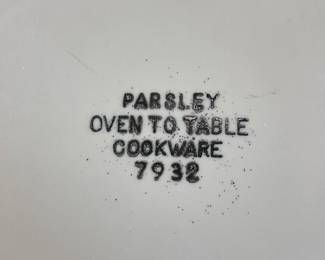 PARSLEY
OVEN TO TABLE
COOKWARE
7932